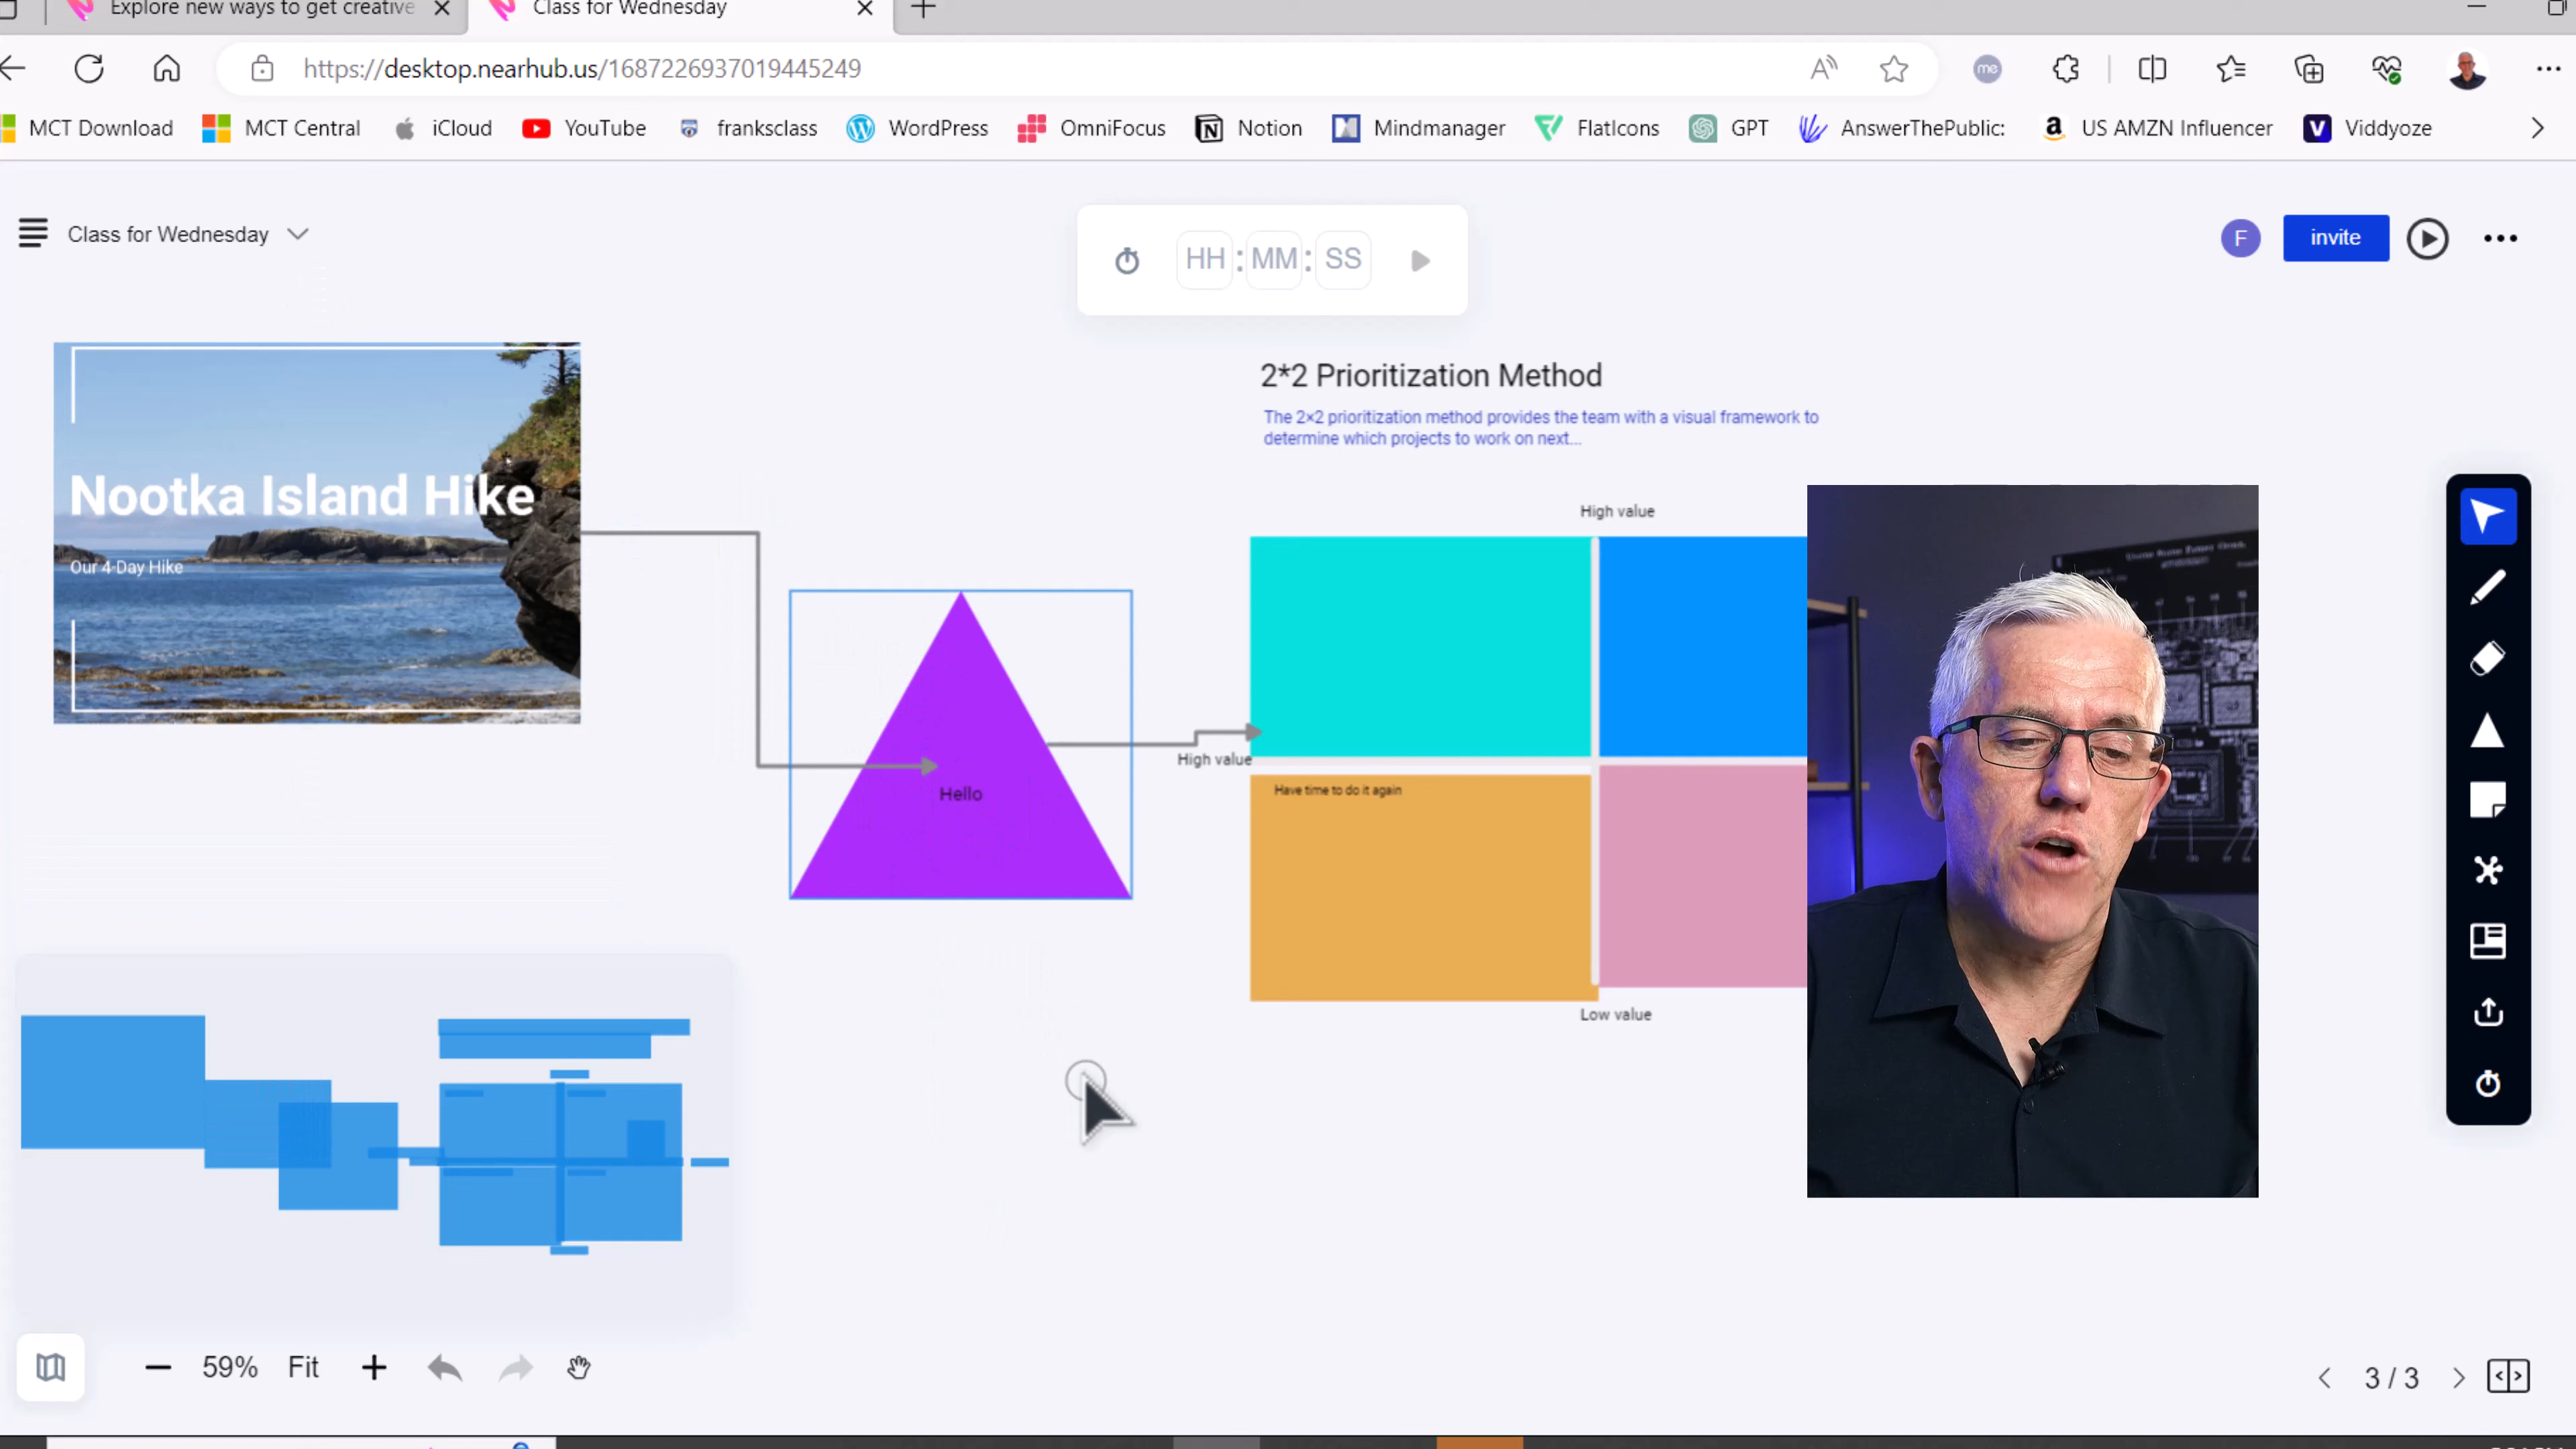 Explore new ways to get creative
Class for Wednesday
https://desktop.nearhub.us/1687226937019445249
me
MCT Download
MCT Central
iCloud
YouTube
franksclass
WordPress
OmniFocus
Notion
Mindmanager
FlatIcons
GPT
AnswerThePublic:
US AMZN Influencer
Viddyoze
Class for Wednesday
HH : MM : SS
F
invite
2*2 Prioritization Method
The 2×2 prioritization method provides the team with a visual framework to
determine which projects to work on next...
Nootka Island Hike
Our 4-Day Hike
High value
High value
Hello
Have time to do it again
Low value
59%
Fit
3 / 3